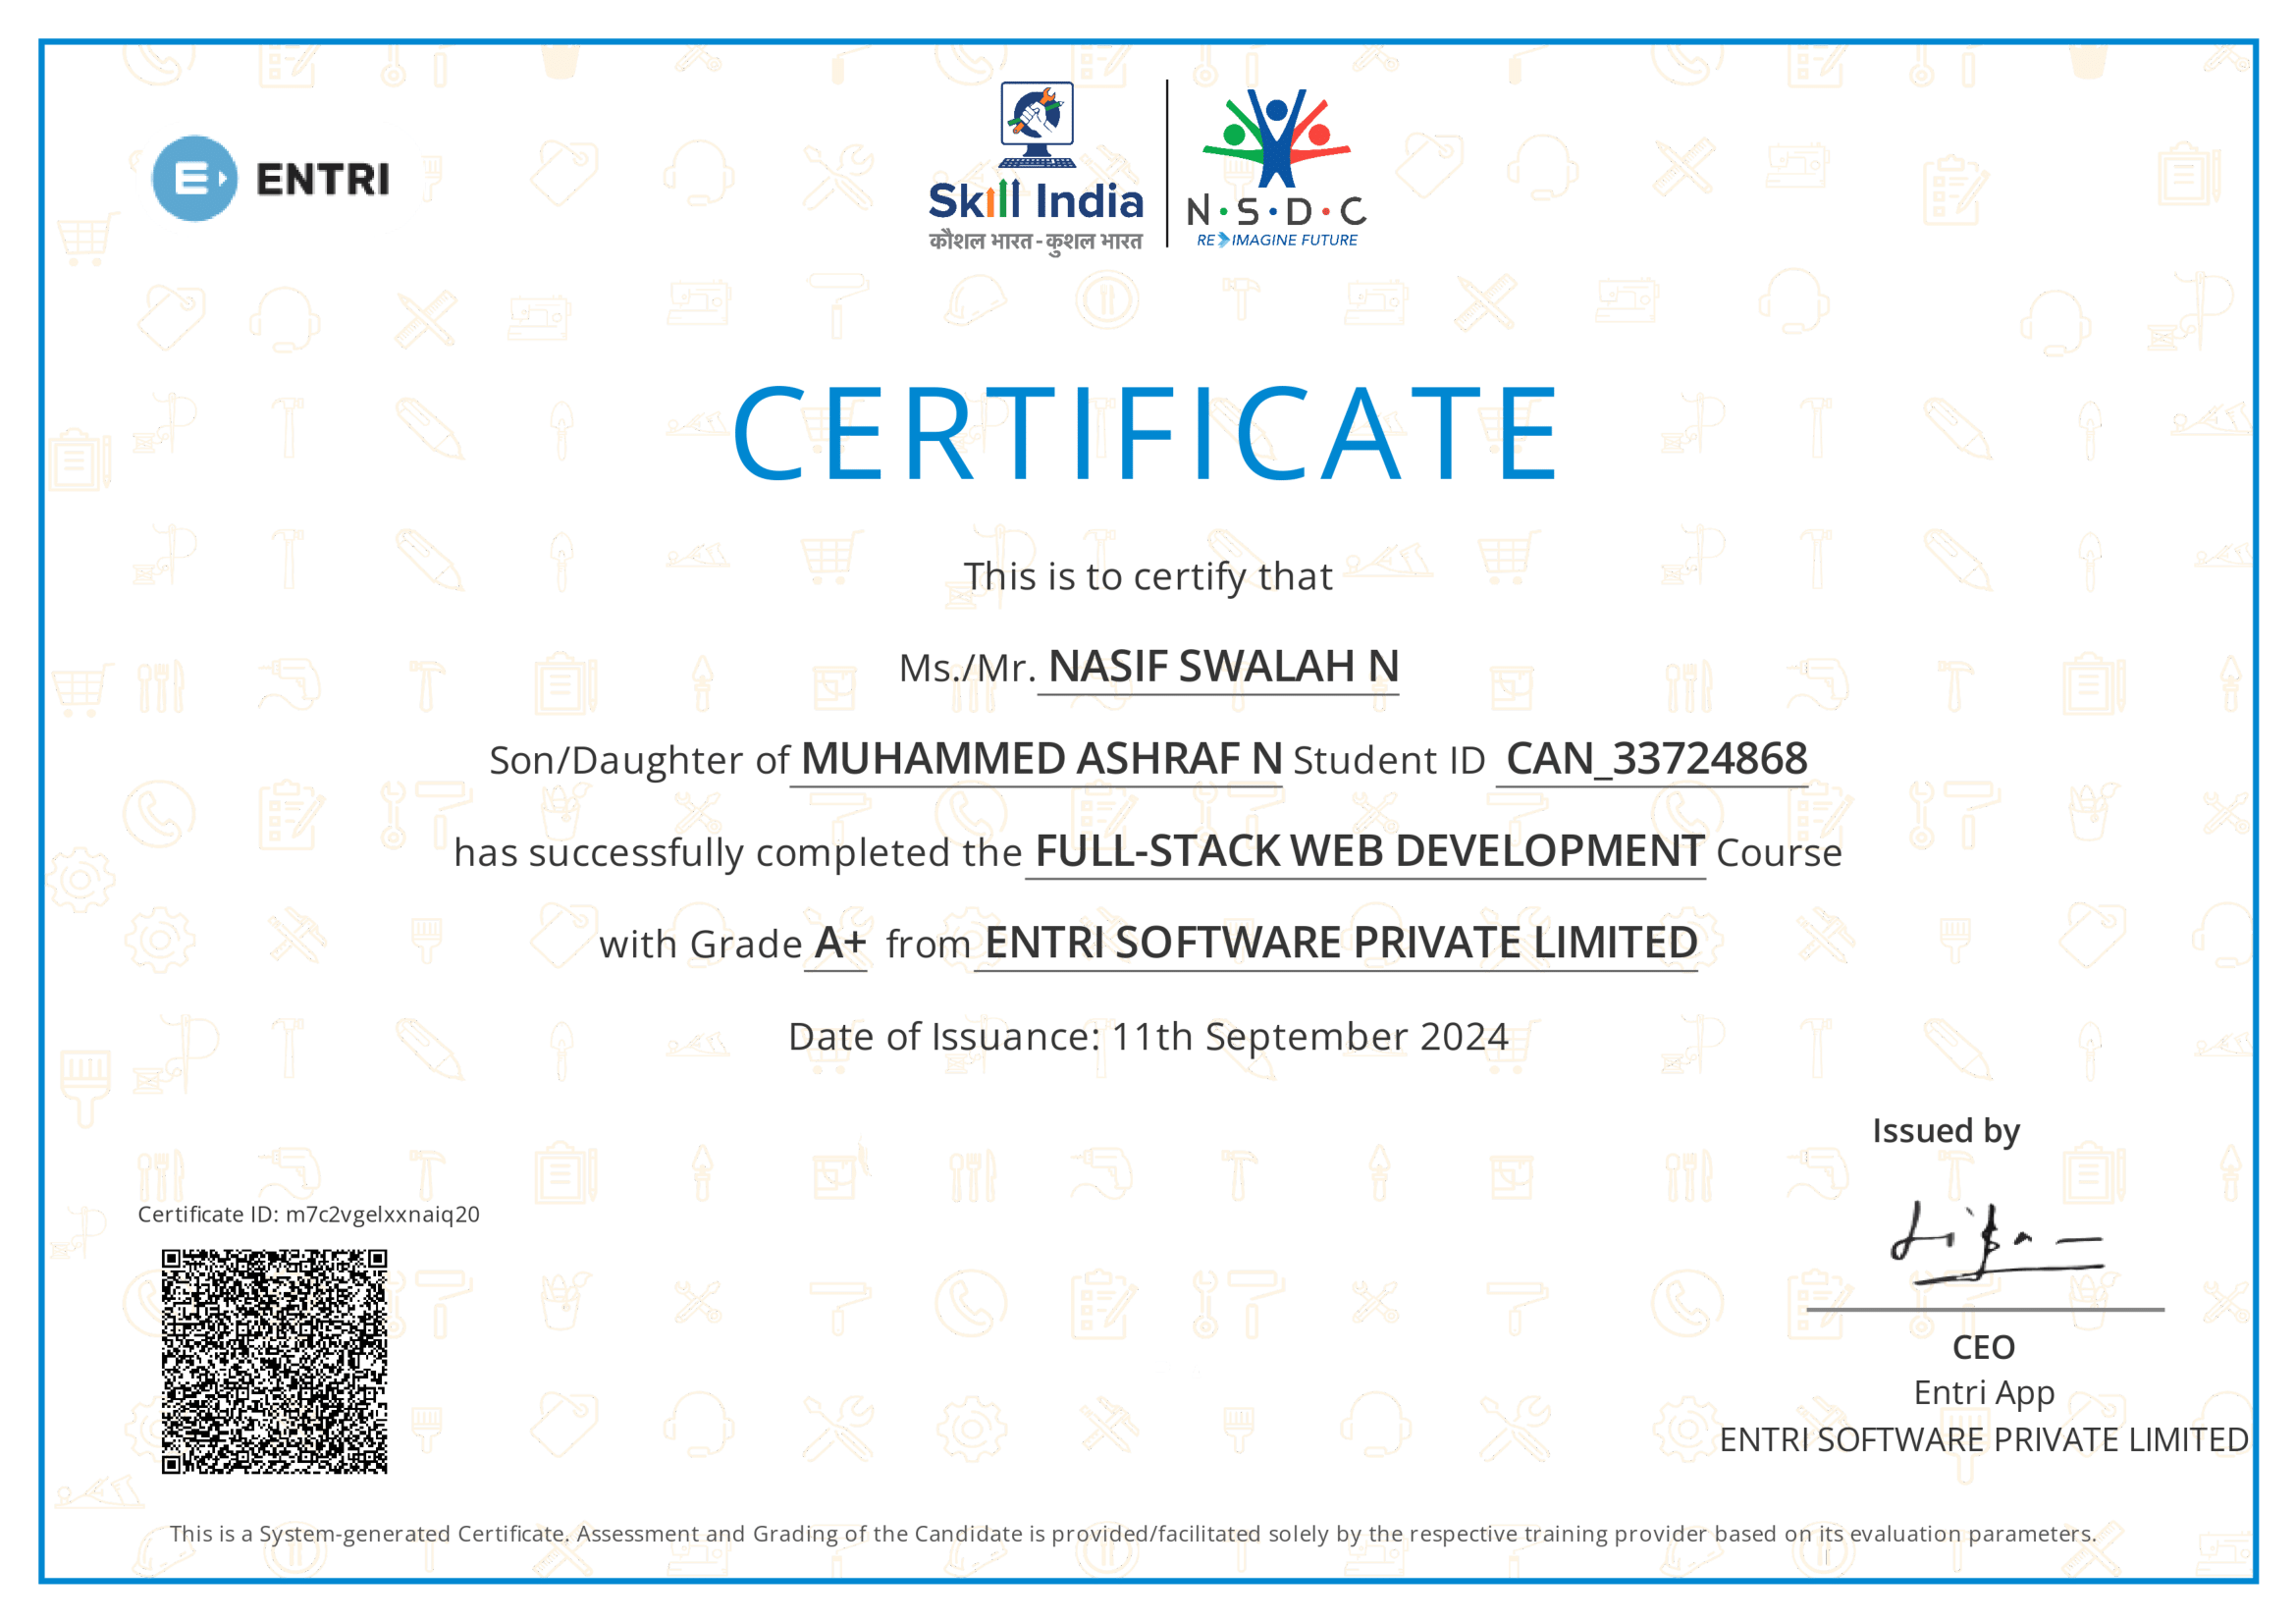 ENTRI
Skill India
कौशल भारत - कुशल भारत
N·S·D·C
RE IMAGINE FUTURE
CERTIFICATE
This is to certify that
Ms./Mr. NASIF SWALAH N
Son/Daughter of MUHAMMED ASHRAF N Student ID CAN_33724868
has successfully completed the FULL-STACK WEB DEVELOPMENT Course
with Grade A+ from ENTRI SOFTWARE PRIVATE LIMITED
Date of Issuance: 11th September 2024
Issued by
Certificate ID: m7c2vgelxxnaiq20
CEO
Entri App
ENTRI SOFTWARE PRIVATE LIMITED
This is a System-generated Certificate. Assessment and Grading of the Candidate is provided/facilitated solely by the respective training provider based on its evaluation parameters.